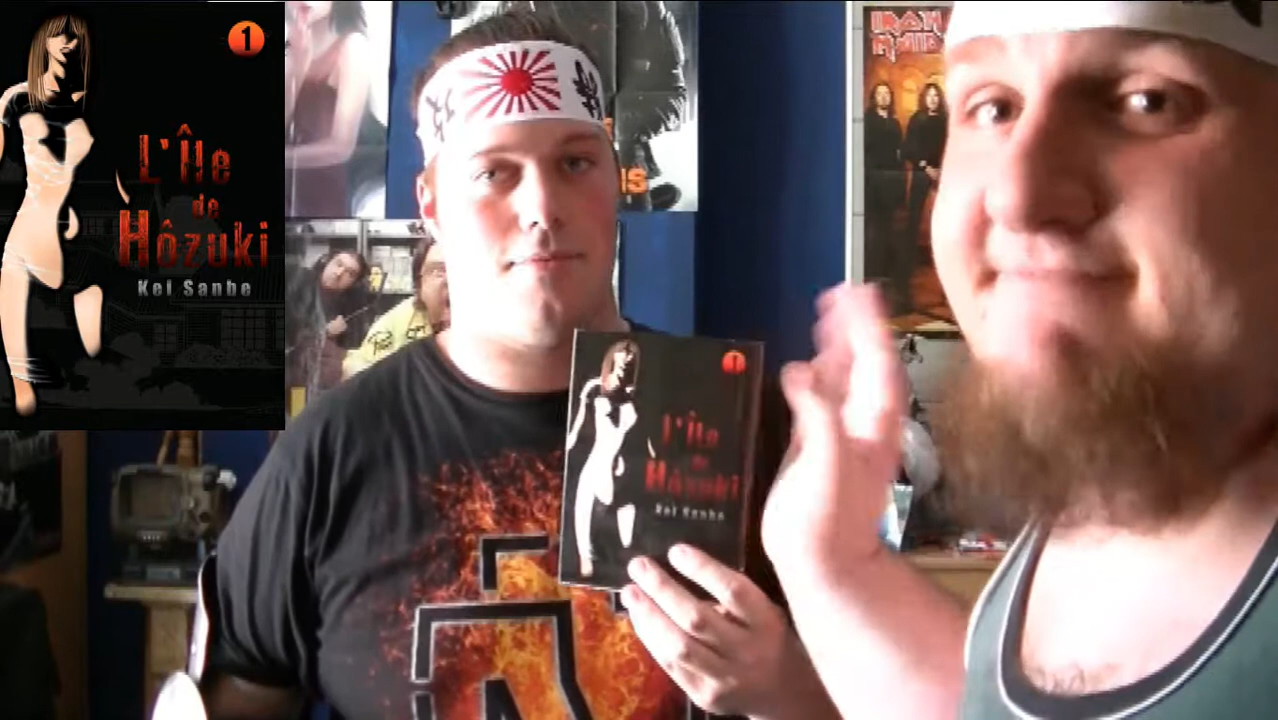 1
L'Île
de
Hôzuki
Kei Sanbe
IRON
MAIDEN
1
L'Île
de
Hôzuki
Kei Sanbe